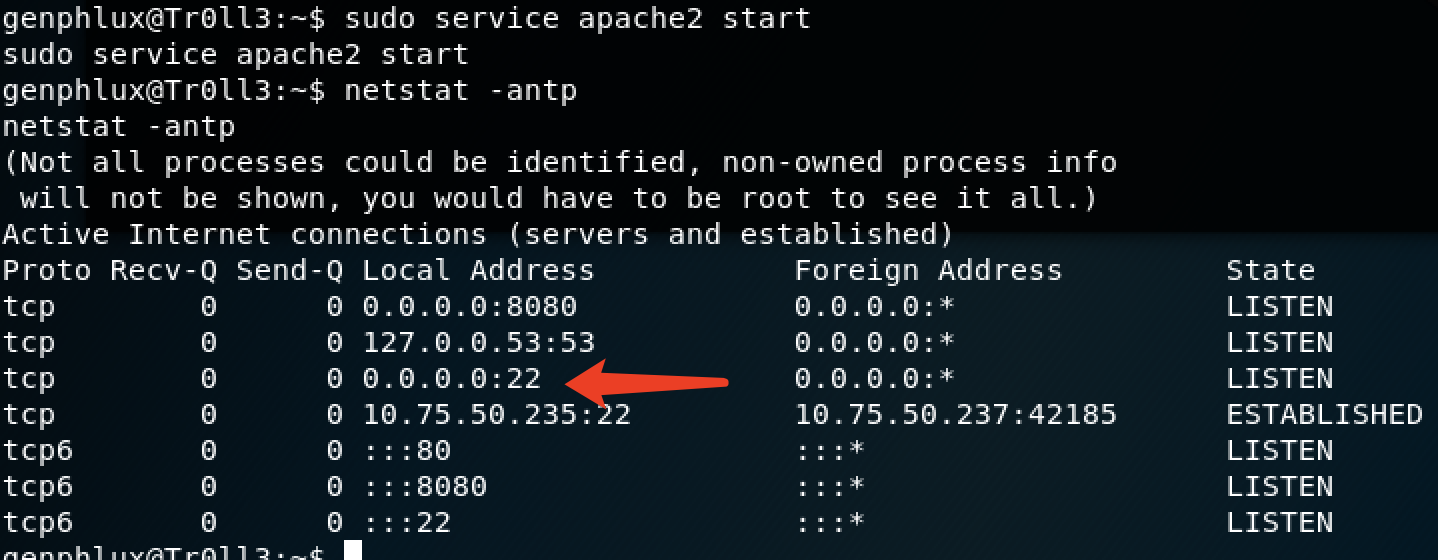 genphlux@Tr0ll3:~$ sudo service apache2 start
sudo service apache2 start
genphlux@Tr0ll3:~$ netstat -antp
netstat -antp
(Not all processes could be identified, non-owned process info
 will not be shown, you would have to be root to see it all.)
Active Internet connections (servers and established)
Proto Recv-Q Send-Q Local Address           Foreign Address         State
tcp        0      0 0.0.0.0:8080            0.0.0.0:*               LISTEN
tcp        0      0 127.0.0.53:53           0.0.0.0:*               LISTEN
tcp        0      0 0.0.0.0:22              0.0.0.0:*               LISTEN
tcp        0      0 10.75.50.235:22         10.75.50.237:42185      ESTABLISHED
tcp6       0      0 :::80                   :::*                    LISTEN
tcp6       0      0 :::8080                 :::*                    LISTEN
tcp6       0      0 :::22                   :::*                    LISTEN
genphlux@Tr0ll3:~$